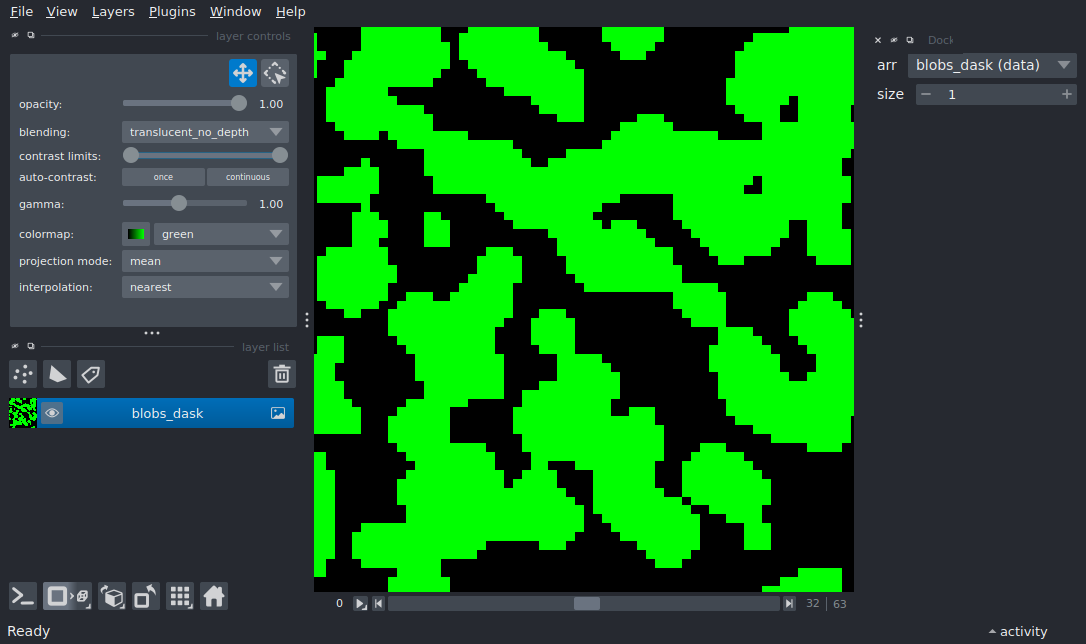 File View Layers Plugins Window Help
layer controls
opacity: 1.00
blending: translucent_no_depth
contrast limits:
auto-contrast: once continuous
gamma: 1.00
colormap: green
projection mode: mean
interpolation: nearest
layer list
blobs_dask
0 32 63
Ready
Dock
arr blobs_dask (data)
size 1
activity